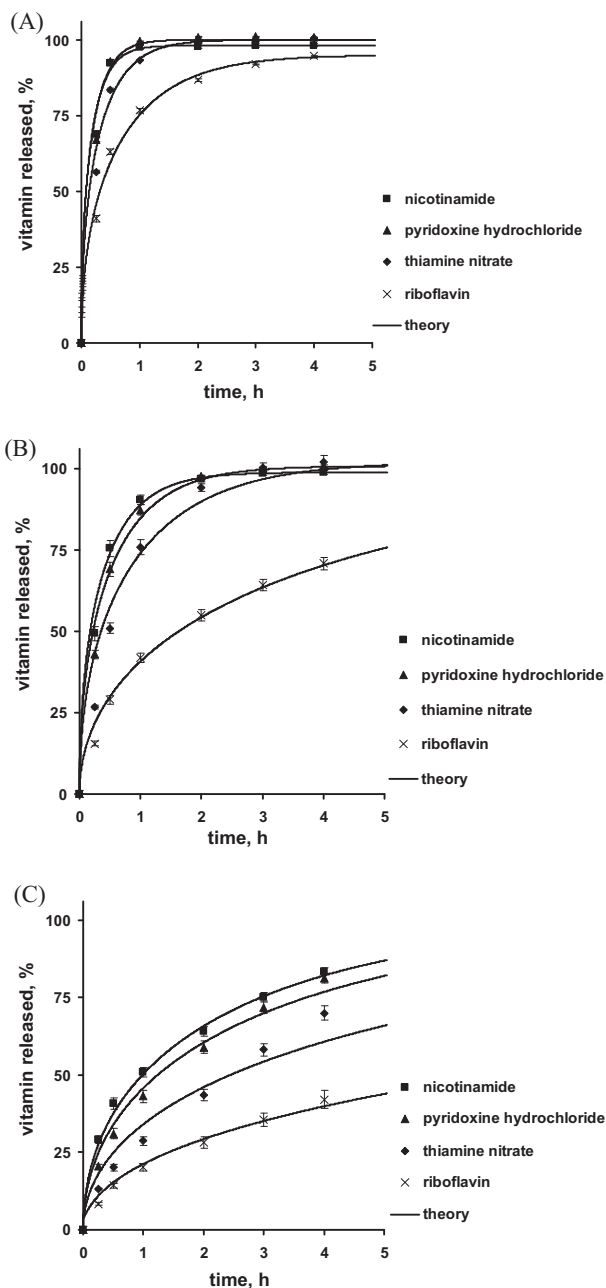 (A)
100
75
50
25
0
vitamin released, %
0 1 2 3 4 5
time, h
nicotinamide
pyridoxine hydrochloride
thiamine nitrate
riboflavin
theory
(B)
100
75
50
25
0
vitamin released, %
0 1 2 3 4 5
time, h
nicotinamide
pyridoxine hydrochloride
thiamine nitrate
riboflavin
theory
(C)
100
75
50
25
0
vitamin released, %
0 1 2 3 4 5
time, h
nicotinamide
pyridoxine hydrochloride
thiamine nitrate
riboflavin
theory